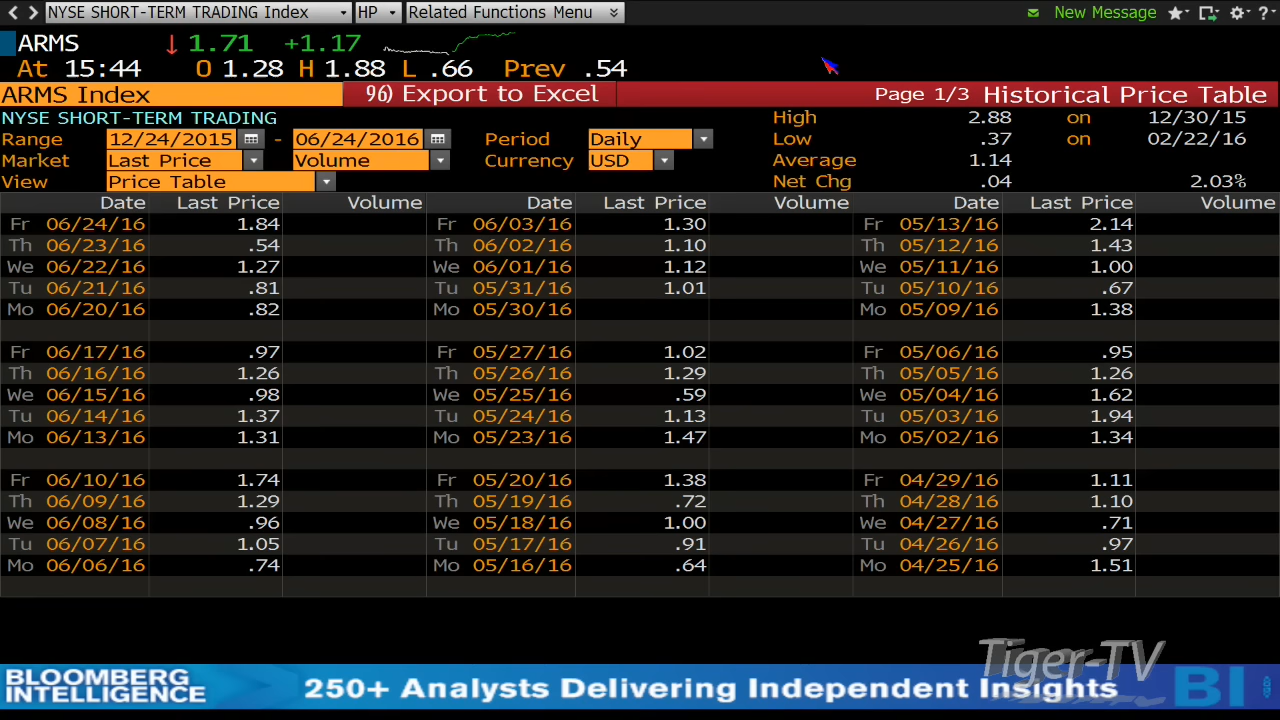 NYSE SHORT-TERM TRADING Index HP Related Functions Menu New Message ?
ARMS ↓ 1.71 +1.17
At 15:44 O 1.28 H 1.88 L .66 Prev .54
ARMS Index 96) Export to Excel Page 1/3 Historical Price Table
NYSE SHORT-TERM TRADING High 2.88 on 12/30/15
Range 12/24/2015 - 06/24/2016 Period Daily Low .37 on 02/22/16
Market Last Price Volume Currency USD Average 1.14
View Price Table Net Chg .04 2.03%
Date Last Price Volume Date Last Price Volume Date Last Price Volume
Fr 06/24/16 1.84 Fr 06/03/16 1.30 Fr 05/13/16 2.14
Th 06/23/16 .54 Th 06/02/16 1.10 Th 05/12/16 1.43
We 06/22/16 1.27 We 06/01/16 1.12 We 05/11/16 1.00
Tu 06/21/16 .81 Tu 05/31/16 1.01 Tu 05/10/16 .67
Mo 06/20/16 .82 Mo 05/30/16 Mo 05/09/16 1.38
Fr 06/17/16 .97 Fr 05/27/16 1.02 Fr 05/06/16 .95
Th 06/16/16 1.26 Th 05/26/16 1.29 Th 05/05/16 1.26
We 06/15/16 .98 We 05/25/16 .59 We 05/04/16 1.62
Tu 06/14/16 1.37 Tu 05/24/16 1.13 Tu 05/03/16 1.94
Mo 06/13/16 1.31 Mo 05/23/16 1.47 Mo 05/02/16 1.34
Fr 06/10/16 1.74 Fr 05/20/16 1.38 Fr 04/29/16 1.11
Th 06/09/16 1.29 Th 05/19/16 .72 Th 04/28/16 1.10
We 06/08/16 .96 We 05/18/16 1.00 We 04/27/16 .71
Tu 06/07/16 1.05 Tu 05/17/16 .91 Tu 04/26/16 .97
Mo 06/06/16 .74 Mo 05/16/16 .64 Mo 04/25/16 1.51
Tiger-TV
BLOOMBERG
INTELLIGENCE
250+ Analysts Delivering Independent Insights
BI